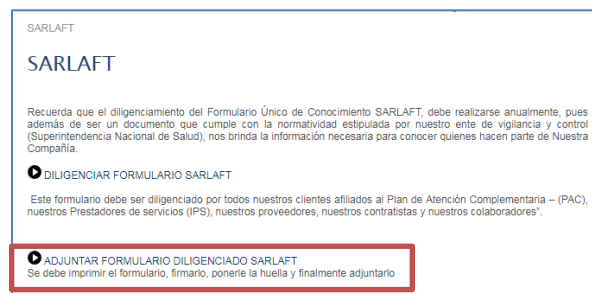 SARLAFT
SARLAFT
Recuerda que el diligenciamiento del Formulario Único de Conocimiento SARLAFT, debe realizarse anualmente, pues
además de ser un documento que cumple con la normatividad estipulada por nuestro ente de vigilancia y control
(Superintendencia Nacional de Salud), nos brinda la información necesaria para conocer quienes hacen parte de Nuestra
Compañía.
DILIGENCIAR FORMULARIO SARLAFT
Este formulario debe ser diligenciado por todos nuestros clientes afiliados al Plan de Atención Complementaria – (PAC),
nuestros Prestadores de servicios (IPS), nuestros proveedores, nuestros contratistas y nuestros colaboradores”.
ADJUNTAR FORMULARIO DILIGENCIADO SARLAFT
Se debe imprimir el formulario, firmarlo, ponerle la huella y finalmente adjuntarlo